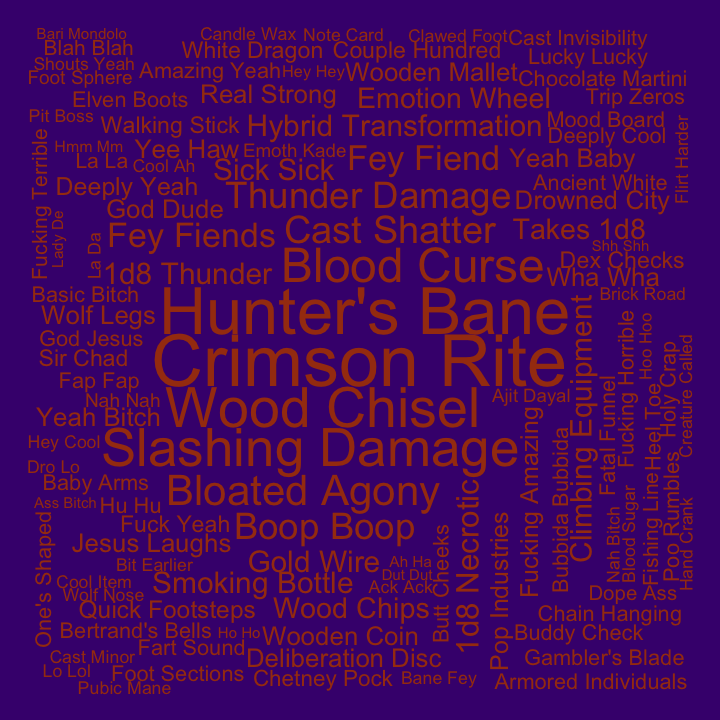 Bari Mondolo
Candle Wax
Note Card
Clawed Foot
Cast Invisibility
Blah Blah
White Dragon
Couple Hundred
Lucky Lucky
Shouts Yeah
Foot Sphere
Amazing Yeah
Hey Hey
Wooden Mallet
Chocolate Martini
Elven Boots
Real Strong
Emotion Wheel
Trip Zeros
Pit Boss
Walking Stick
Hybrid Transformation
Mood Board
Deeply Cool
Hmm Mm
La La
Cool Ah
Yee Haw
Emoth Kade
Fey Fiend
Yeah Baby
Flirt Harder
Fucking Terrible
Lady De
La Da
Deeply Yeah
Sick Sick
Thunder Damage
Ancient White
Drowned City
God Dude
Fey Fiends
Cast Shatter
Takes 1d8
Shh Shh
1d8 Thunder
Blood Curse
Dex Checks
Wha Wha
Basic Bitch
Brick Road
Wolf Legs
Hunter's Bane
God Jesus
Sir Chad
Crimson Rite
Climbing Equipment
Fucking Horrible
Hoo Hoo
Holy Crap
Creature Called
Fap Fap
Nah Nah
Ajit Dayal
Yeah Bitch
Wood Chisel
Fatal Funnel
Heel Toe
Hey Cool
Slashing Damage
Fucking Amazing
Bubbida Bubbida
Dro Lo
Baby Arms
Bloated Agony
Poo Rumbles
Fishing Line
Blood Sugar
Nah Bitch
Hand Crank
Ass Bitch
Hu Hu
Fuck Yeah
Boop Boop
1d8 Necrotic
Jesus Laughs
One's Shaped
Bit Earlier
Gold Wire
Ah Ha
Dut Dut
Butt Cheeks
Pop Industries
Cool Item
Wolf Nose
Smoking Bottle
Ack Ack
Dope Ass
Quick Footsteps
Wood Chips
Chain Hanging
Bertrand's Bells
Ho Ho
Wooden Coin
Buddy Check
Fart Sound
Cast Minor
Deliberation Disc
Gambler's Blade
Lo Lol
Foot Sections
Chetney Pock
Bane Fey
Armored Individuals
Pubic Mane